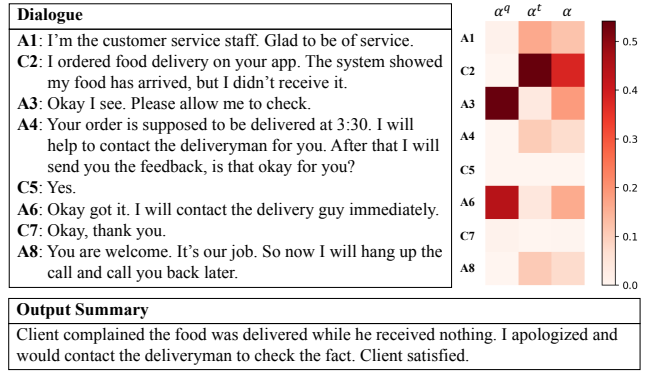 Dialogue
A1: I'm the customer service staff. Glad to be of service.
C2: I ordered food delivery on your app. The system showed
my food has arrived, but I didn't receive it.
A3: Okay I see. Please allow me to check.
A4: Your order is supposed to be delivered at 3:30. I will
help to contact the deliveryman for you. After that I will
send you the feedback, is that okay for you?
C5: Yes.
A6: Okay got it. I will contact the delivery guy immediately.
C7: Okay, thank you.
A8: You are welcome. It's our job. So now I will hang up the
call and call you back later.
α^q α^t α
A1
C2
A3
A4
C5
A6
C7
A8
0.5
0.4
0.3
0.2
0.1
0.0
Output Summary
Client complained the food was delivered while he received nothing. I apologized and
would contact the deliveryman to check the fact. Client satisfied.